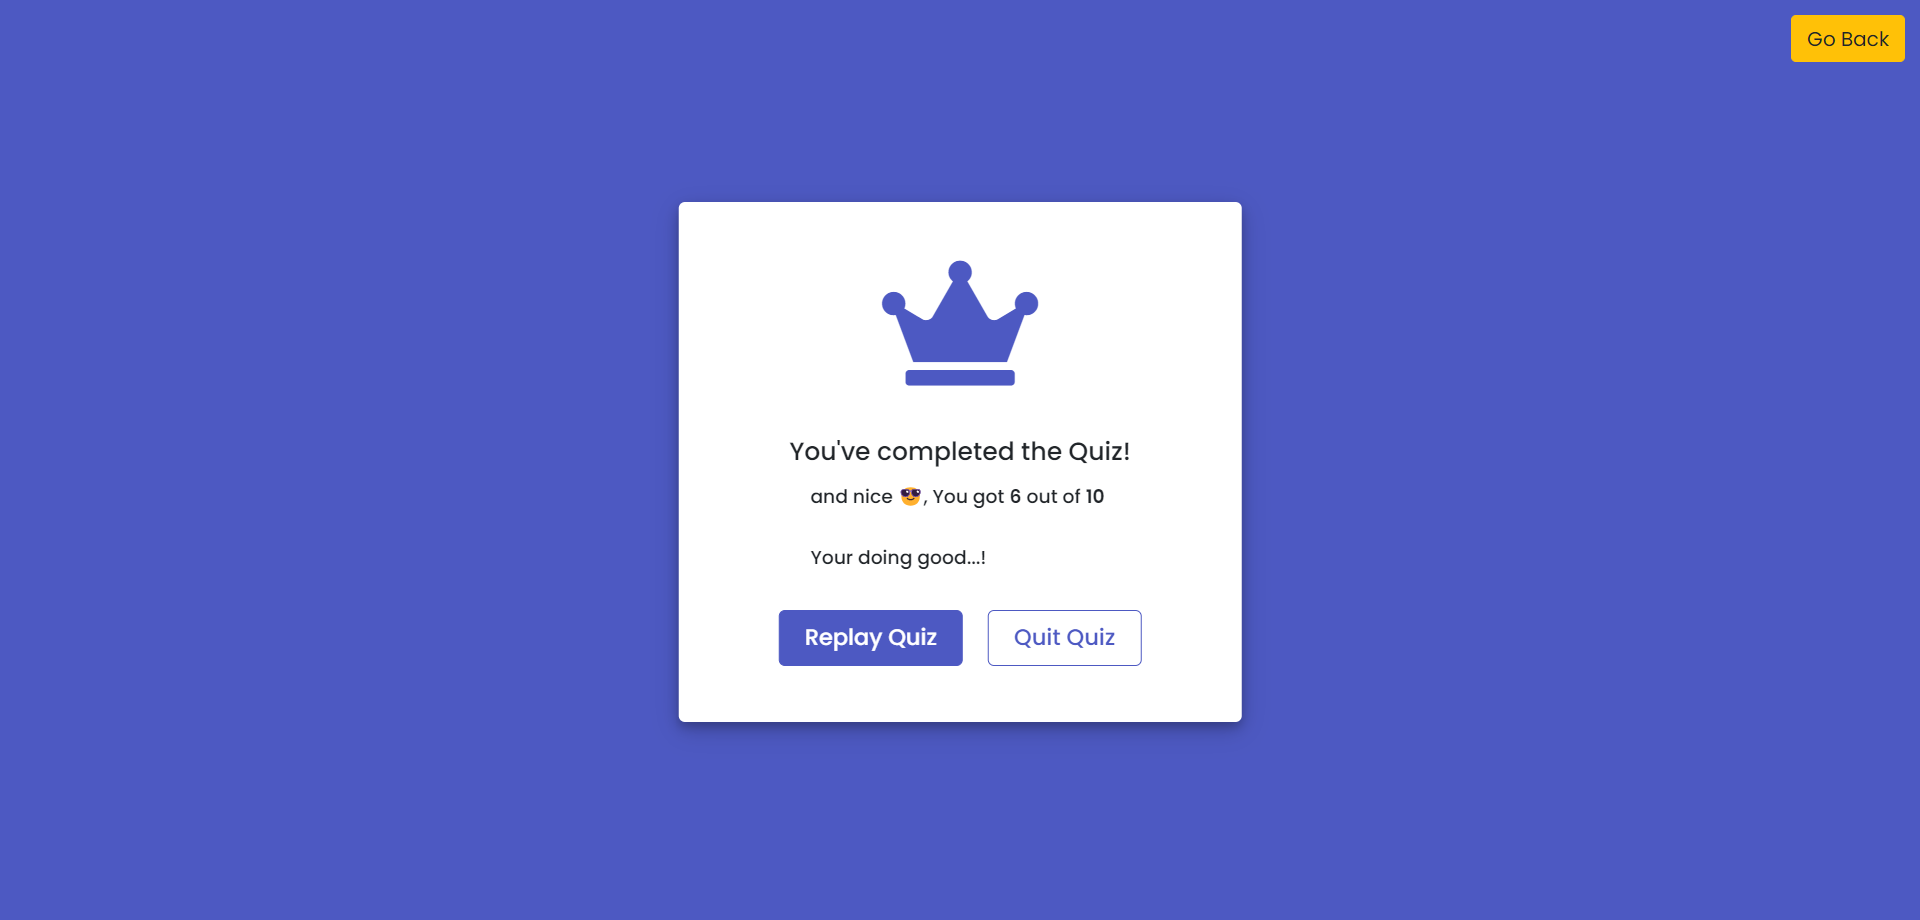 Go Back
You've completed the Quiz!
and nice 😎, You got 6 out of 10
Your doing good...!
Replay Quiz
Quit Quiz